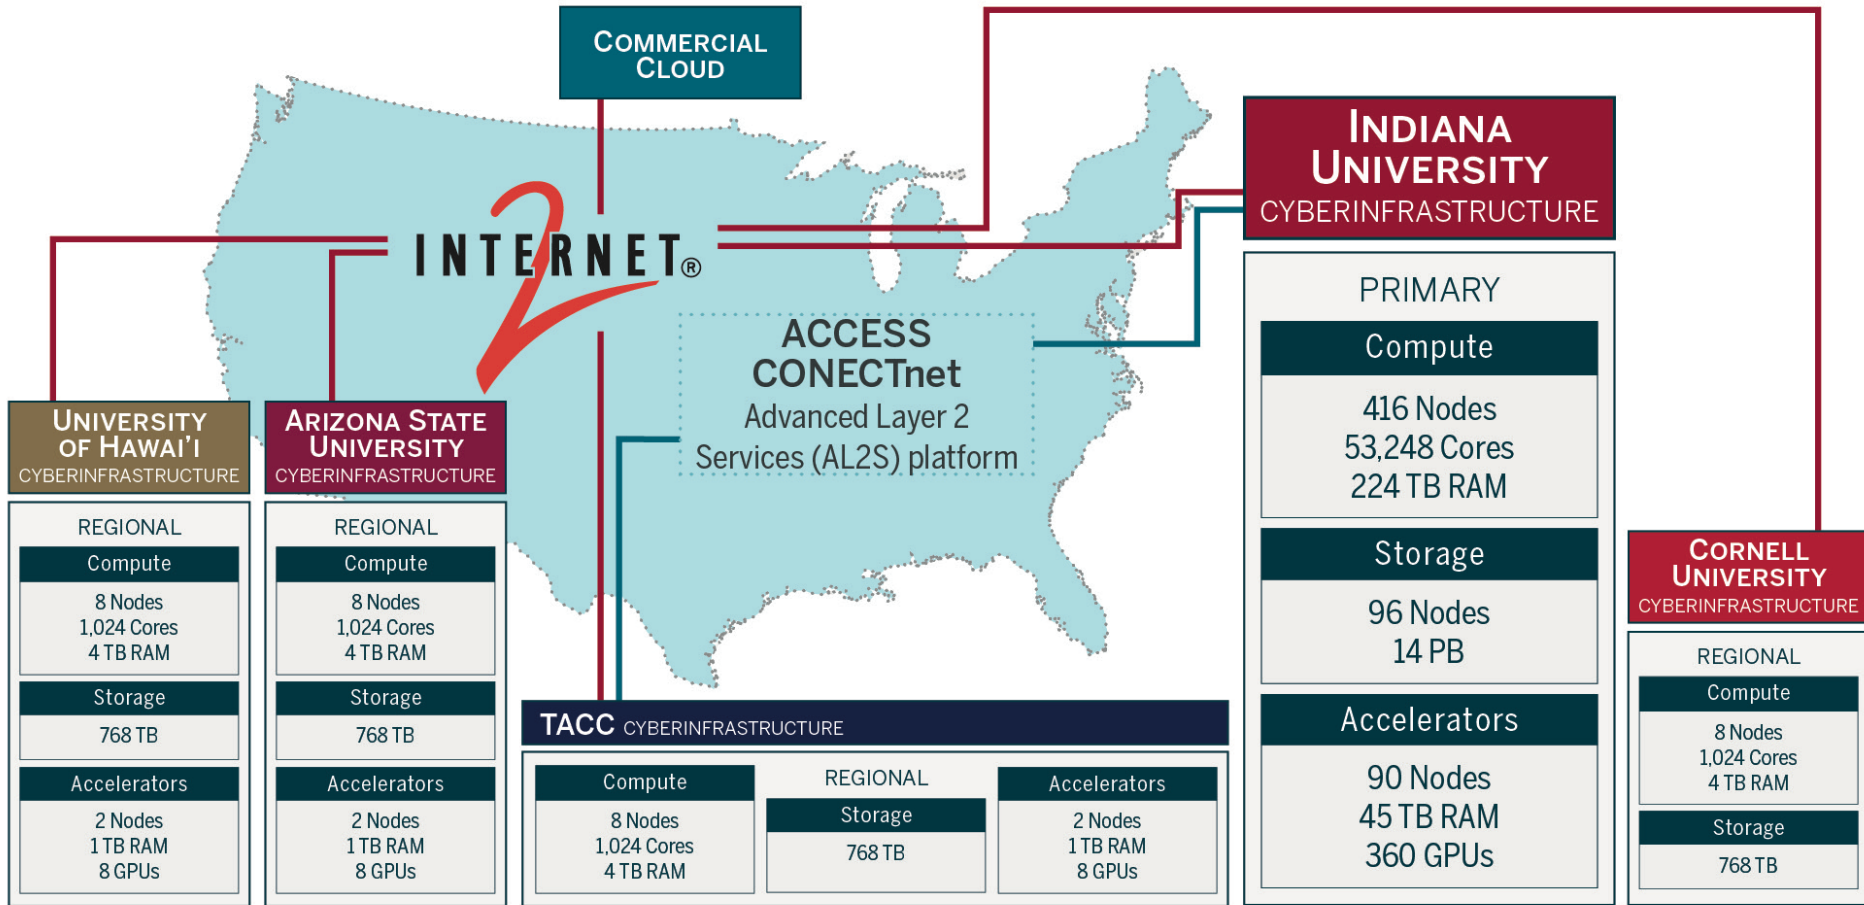 COMMERCIAL
CLOUD
INTERNET®
2
ACCESS
CONECTnet
Advanced Layer 2
Services (AL2S) platform
UNIVERSITY
OF HAWAI'I
CYBERINFRASTRUCTURE
REGIONAL
Compute
8 Nodes
1,024 Cores
4 TB RAM
Storage
768 TB
Accelerators
2 Nodes
1 TB RAM
8 GPUs
ARIZONA STATE
UNIVERSITY
CYBERINFRASTRUCTURE
REGIONAL
Compute
8 Nodes
1,024 Cores
4 TB RAM
Storage
768 TB
Accelerators
2 Nodes
1 TB RAM
8 GPUs
TACC CYBERINFRASTRUCTURE
REGIONAL
Compute
8 Nodes
1,024 Cores
4 TB RAM
Storage
768 TB
Accelerators
2 Nodes
1 TB RAM
8 GPUs
INDIANA
UNIVERSITY
CYBERINFRASTRUCTURE
PRIMARY
Compute
416 Nodes
53,248 Cores
224 TB RAM
Storage
96 Nodes
14 PB
Accelerators
90 Nodes
45 TB RAM
360 GPUs
CORNELL
UNIVERSITY
CYBERINFRASTRUCTURE
REGIONAL
Compute
8 Nodes
1,024 Cores
4 TB RAM
Storage
768 TB